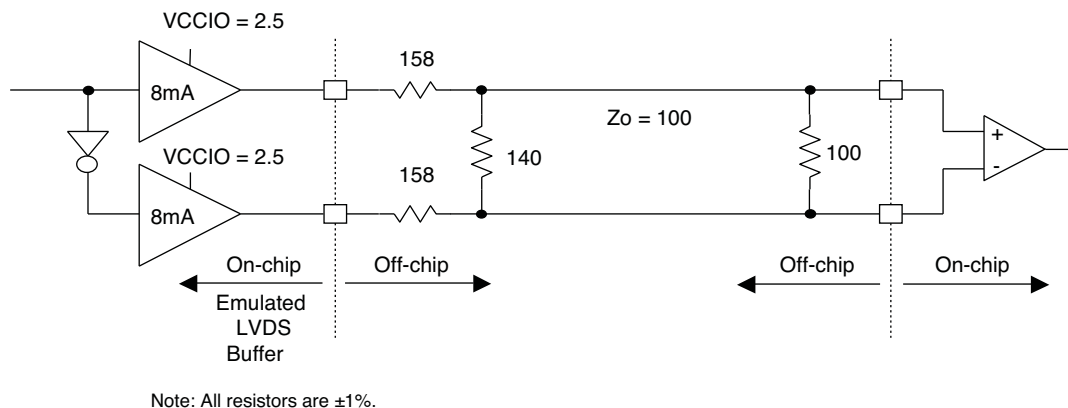 VCCIO = 2.5
158
8mA
Zo = 100
+
-
140
100
VCCIO = 2.5
158
8mA
On-chip
Off-chip
Off-chip
On-chip
Emulated
LVDS
Buffer
Note: All resistors are ±1%.